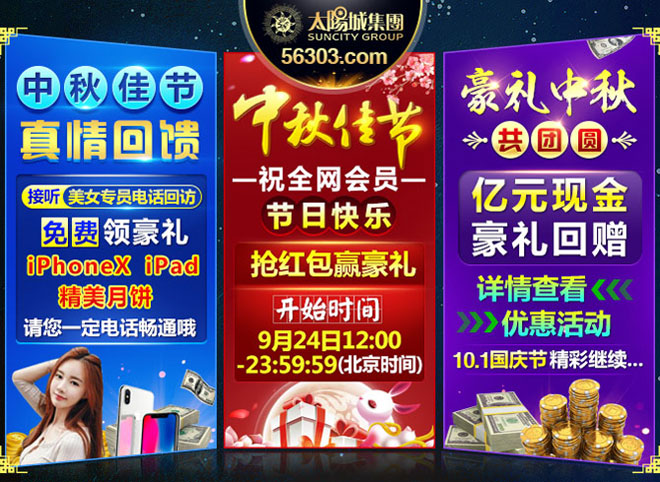 太陽城集團
SUNCITY GROUP
56303.com
中秋佳节
真情回馈
接听 美女专员电话回访
免费领豪礼
iPhoneX iPad
精美月饼
请您一定电话畅通哦
中秋佳节
—祝全网会员—
节日快乐
抢红包赢豪礼
开始时间
9月24日12:00
-23:59:59(北京时间)
豪礼中秋
共团圆
亿元现金
豪礼回赠
详情查看
优惠活动
10.1国庆节精彩继续...